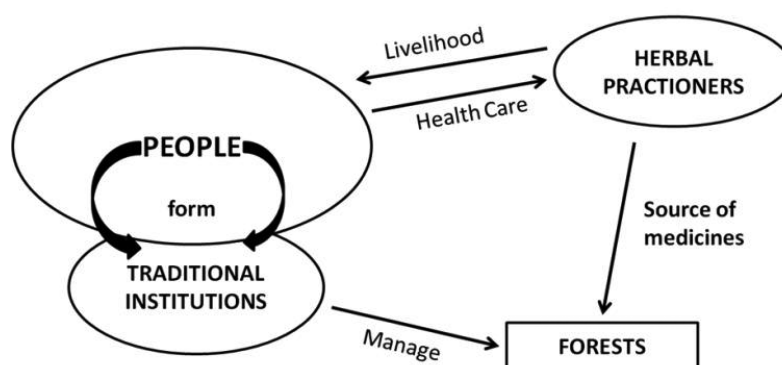 Livelihood
HERBAL
PRACTIONERS
Health Care
PEOPLE
form
Source of
medicines
TRADITIONAL
INSTITUTIONS
Manage
FORESTS